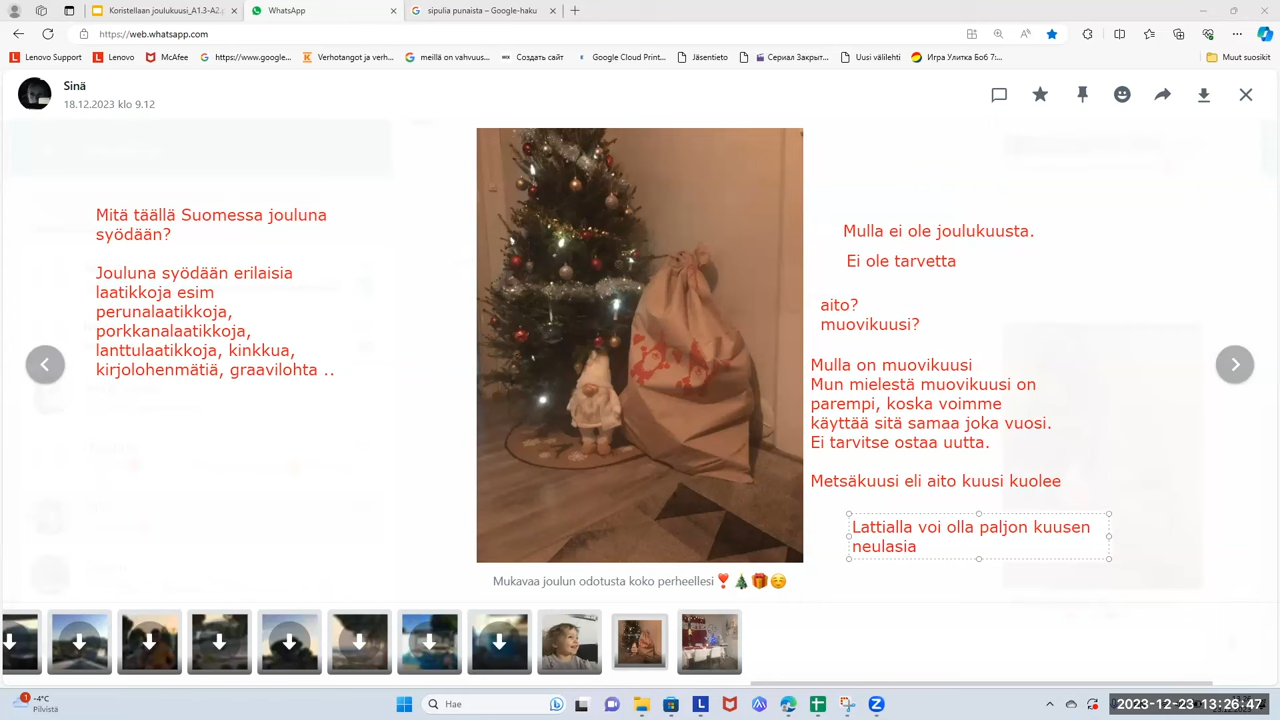 Koristellaan joulukuusi_A1.3-A2.
WhatsApp
sipulia punaista – Google-haku
https://web.whatsapp.com
Lenovo Support
Lenovo
McAfee
https://www.google...
Verhotangot ja verh...
meillä on vahvuus...
Создать сайт
Google Cloud Print...
Jäsentieto
Сериал Закрыт...
Uusi välilehti
Игра Улитка Боб 7:...
Muut suosikit
Sinä
18.12.2023 klo 9.12
Mitä täällä Suomessa jouluna
syödään?
Jouluna syödään erilaisia
laatikkoja esim
perunalaatikkoja,
porkkanalaatikkoja,
lanttulaatikkoja, kinkkua,
kirjolohenmätiä, graavilohta ..
Mulla ei ole joulukuusta.
Ei ole tarvetta
aito?
muovikuusi?
Mulla on muovikuusi
Mun mielestä muovikuusi on
parempi, koska voimme
käyttää sitä samaa joka vuosi.
Ei tarvitse ostaa uutta.
Metsäkuusi eli aito kuusi kuolee
Lattialla voi olla paljon kuusen
neulasia
Mukavaa joulun odotusta koko perheellesi❣️🎄🎁☺️
-4°C
Pilvistä
Hae
2023-12-23 13:26:47